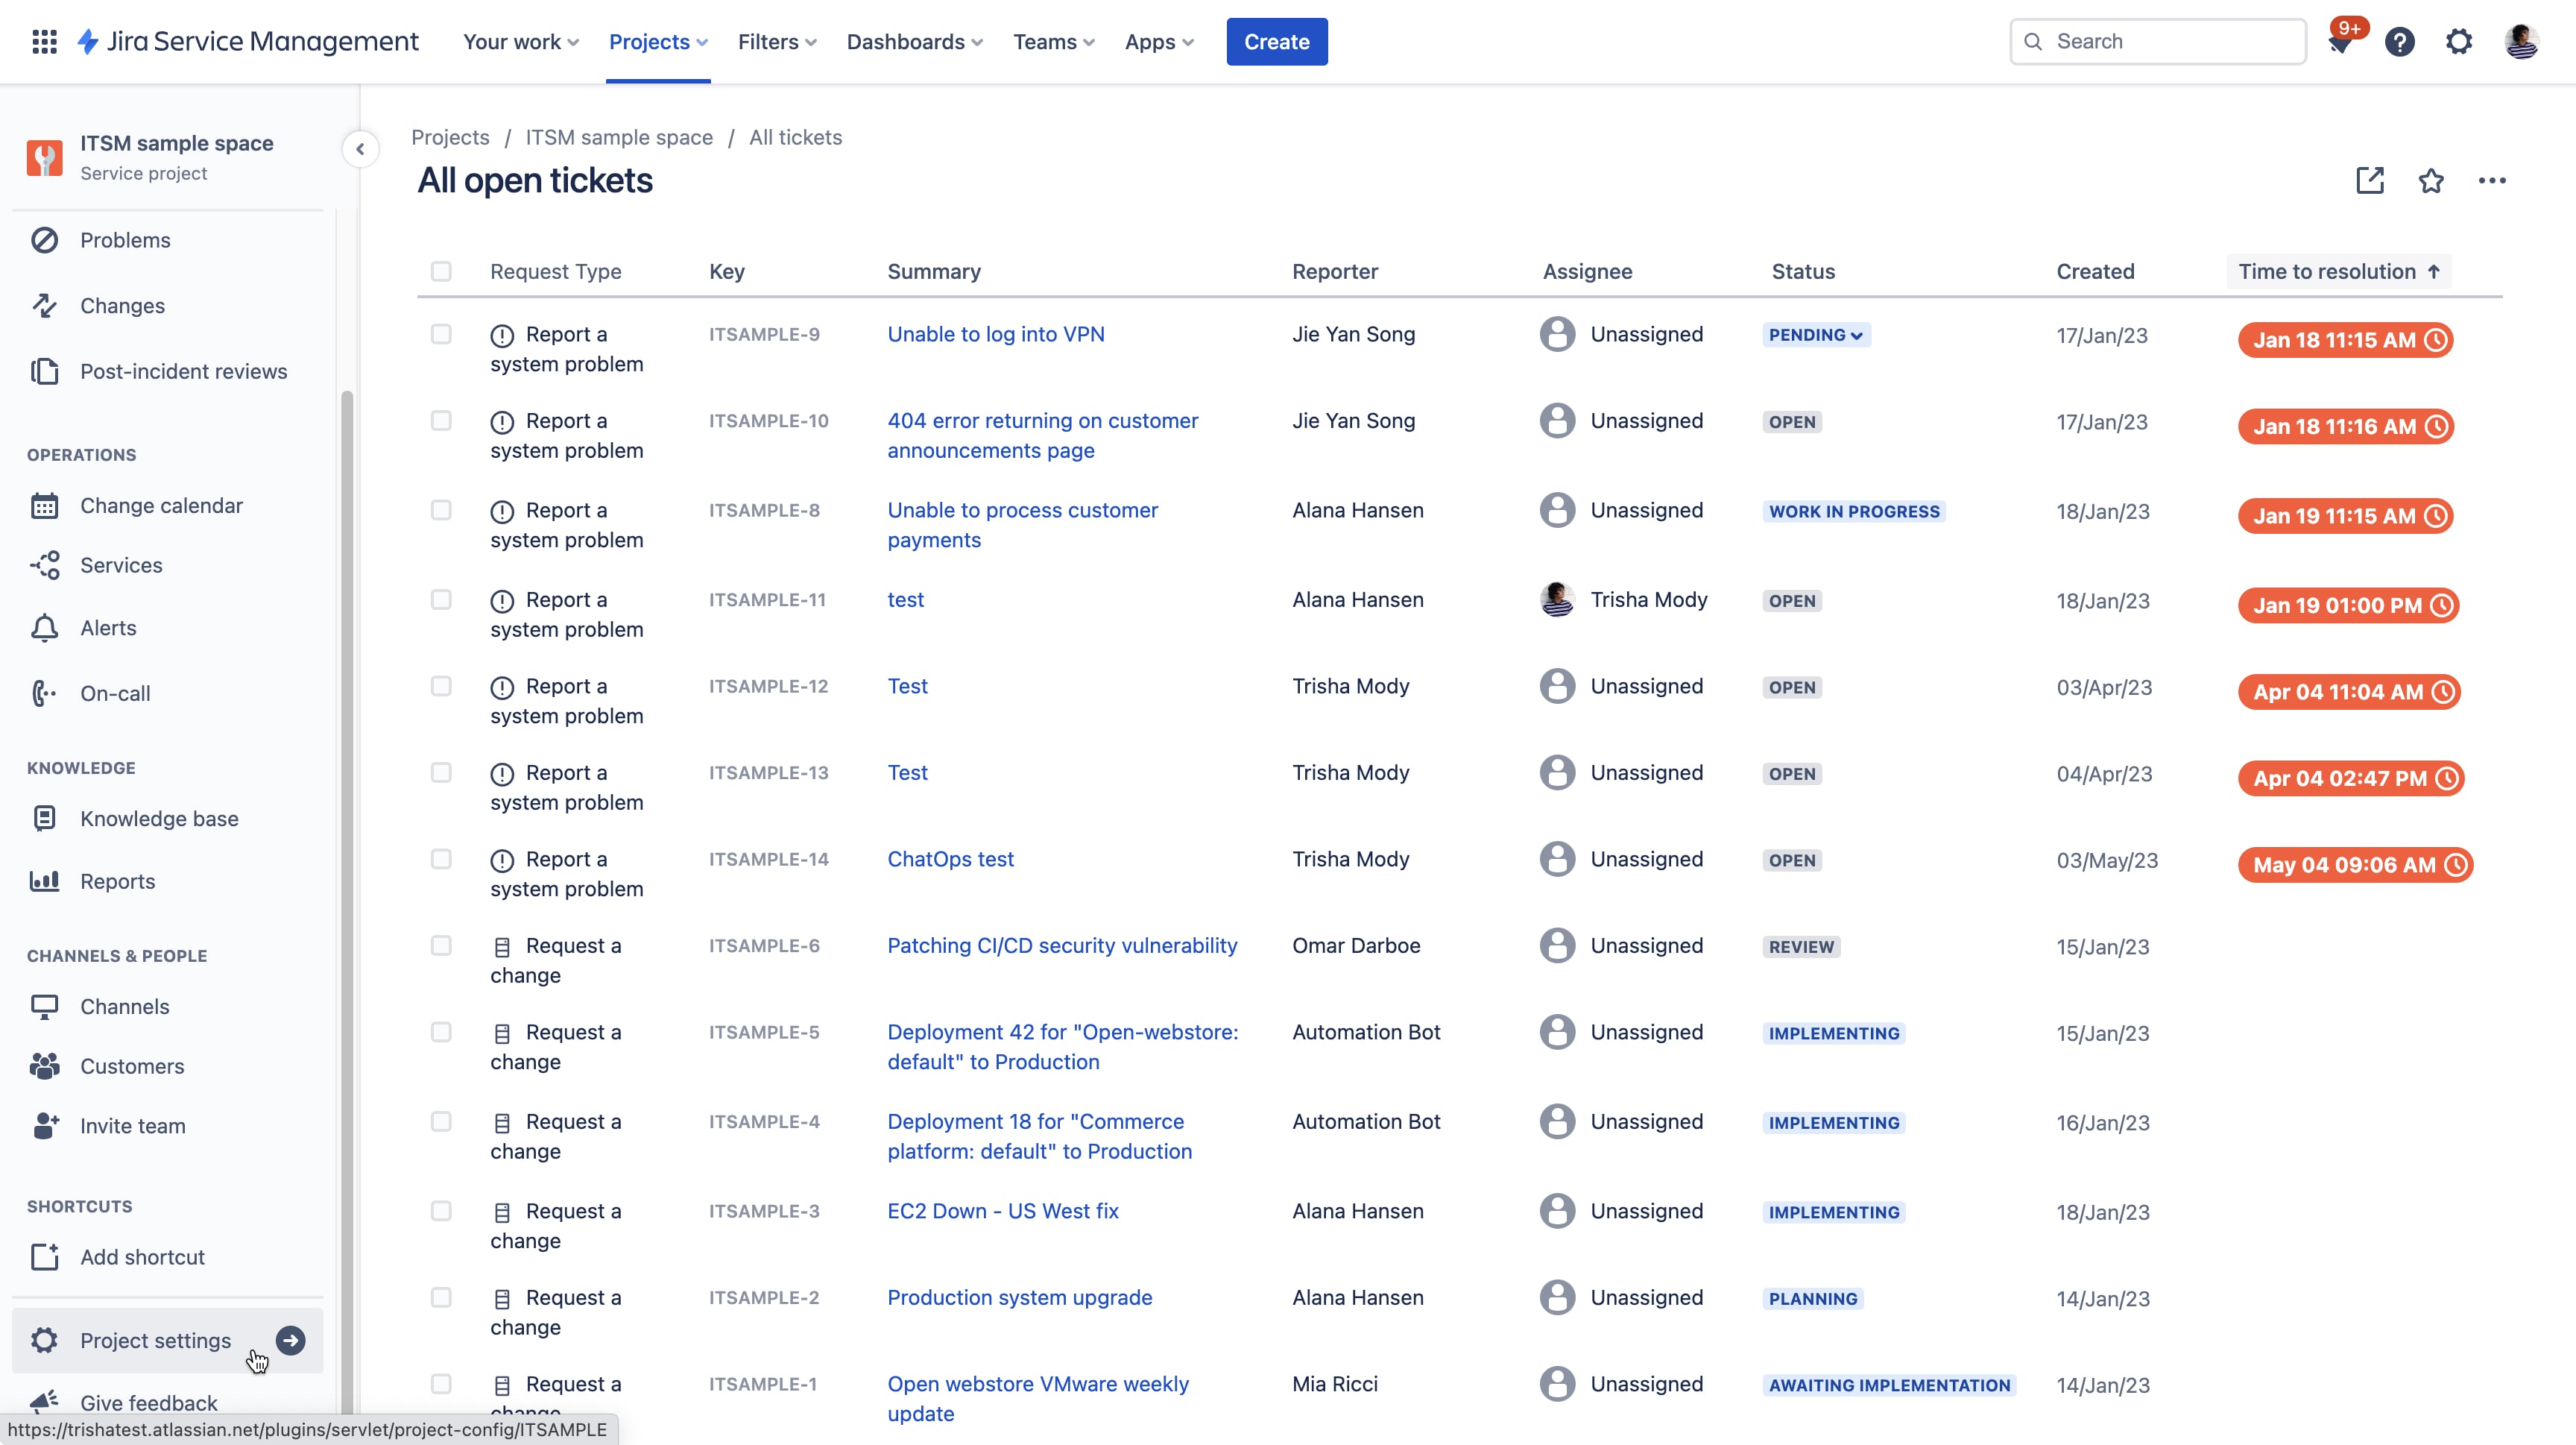 Jira Service Management Your work Projects Filters Dashboards Teams Apps Create Search 9+
ITSM sample space
Service project
Problems
Changes
Post-incident reviews
OPERATIONS
Change calendar
Services
Alerts
On-call
KNOWLEDGE
Knowledge base
Reports
CHANNELS & PEOPLE
Channels
Customers
Invite team
SHORTCUTS
Add shortcut
Project settings
Give feedback
https://trishatest.atlassian.net/plugins/servlet/project-config/ITSAMPLE
Projects / ITSM sample space / All tickets
All open tickets
Request Type Key Summary Reporter Assignee Status Created Time to resolution
Report a ITSAMPLE-9 Unable to log into VPN Jie Yan Song Unassigned PENDING 17/Jan/23 Jan 18 11:15 AM
system problem
Report a ITSAMPLE-10 404 error returning on customer Jie Yan Song Unassigned OPEN 17/Jan/23 Jan 18 11:16 AM
system problem announcements page
Report a ITSAMPLE-8 Unable to process customer Alana Hansen Unassigned WORK IN PROGRESS 18/Jan/23 Jan 19 11:15 AM
system problem payments
Report a ITSAMPLE-11 test Alana Hansen Trisha Mody OPEN 18/Jan/23 Jan 19 01:00 PM
system problem
Report a ITSAMPLE-12 Test Trisha Mody Unassigned OPEN 03/Apr/23 Apr 04 11:04 AM
system problem
Report a ITSAMPLE-13 Test Trisha Mody Unassigned OPEN 04/Apr/23 Apr 04 02:47 PM
system problem
Report a ITSAMPLE-14 ChatOps test Trisha Mody Unassigned OPEN 03/May/23 May 04 09:06 AM
system problem
Request a ITSAMPLE-6 Patching CI/CD security vulnerability Omar Darboe Unassigned REVIEW 15/Jan/23
change
Request a ITSAMPLE-5 Deployment 42 for "Open-webstore: Automation Bot Unassigned IMPLEMENTING 15/Jan/23
change default" to Production
Request a ITSAMPLE-4 Deployment 18 for "Commerce Automation Bot Unassigned IMPLEMENTING 16/Jan/23
change platform: default" to Production
Request a ITSAMPLE-3 EC2 Down - US West fix Alana Hansen Unassigned IMPLEMENTING 18/Jan/23
change
Request a ITSAMPLE-2 Production system upgrade Alana Hansen Unassigned PLANNING 14/Jan/23
change
Request a ITSAMPLE-1 Open webstore VMware weekly Mia Ricci Unassigned AWAITING IMPLEMENTATION 14/Jan/23
change update